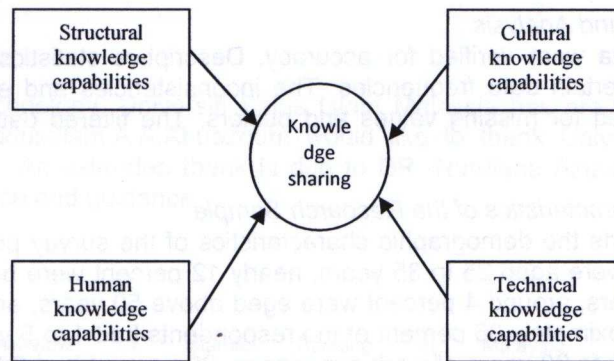 Structural
knowledge
capabilities
Cultural
knowledge
capabilities
Knowle
dge
sharing
Human
knowledge
capabilities
Technical
knowledge
capabilities